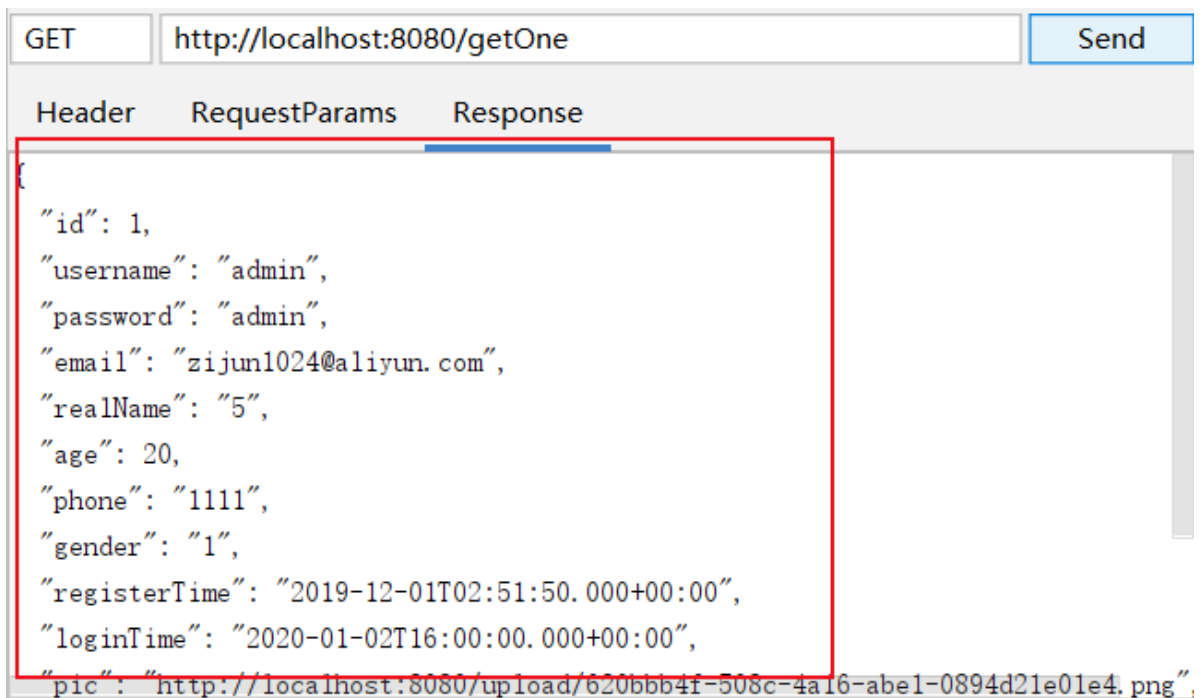 GET http://localhost:8080/getOne Send
Header RequestParams Response
{
"id": 1,
"username": "admin",
"password": "admin",
"email": "zijun1024@aliyun.com",
"realName": "5",
"age": 20,
"phone": "1111",
"gender": "1",
"registerTime": "2019-12-01T02:51:50.000+00:00",
"loginTime": "2020-01-02T16:00:00.000+00:00",
"pic": "http://localhost:8080/upload/620bbb4f-508c-4a16-abe1-0894d21e01e4.png"